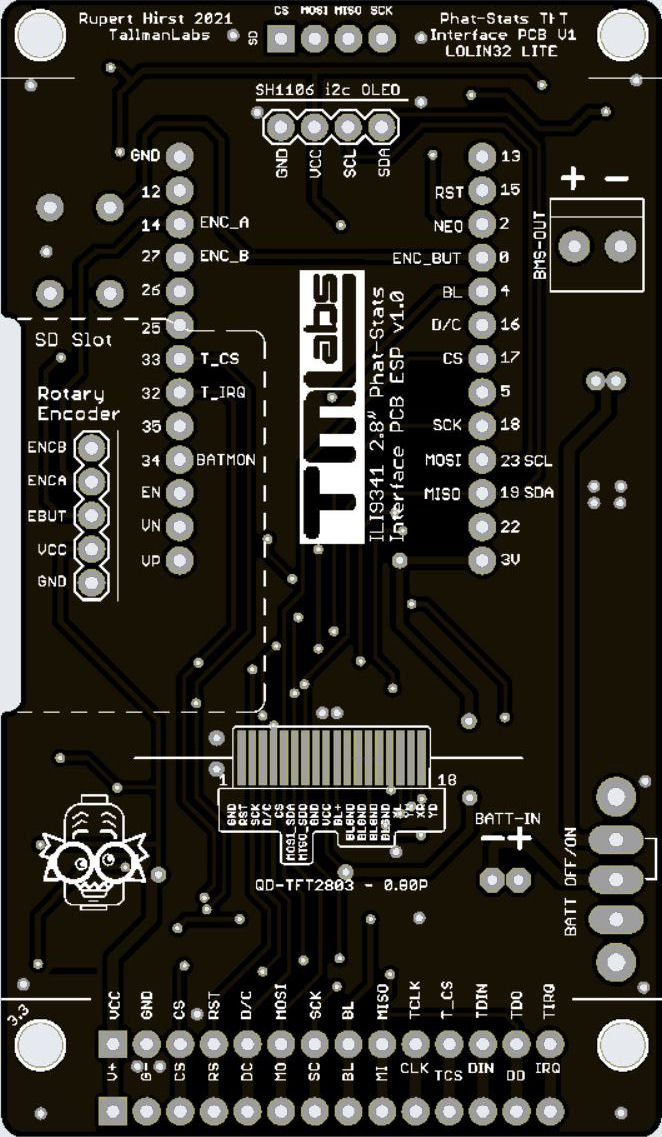 Rupert Hirst 2021
TallmanLabs
SD
CS MOSI MISO SCK
Phat-Stats TFT
Interface PCB V1
LOLIN32 LITE
SH1106 i2c OLED
GND VCC SCL SDA
GND
12
14 ENC_A
27 ENC_B
26
25
33 T_CS
32 T_IRQ
35
34 BATMON
EN
VN
VP
13
RST 15
NEO 2
ENC_BUT 0
BL 4
D/C 16
CS 17
5
SCK 18
MOSI 23 SCL
MISO 19 SDA
22
3V
+ -
BMS-OUT
SD Slot
Rotary
Encoder
ENCB
ENCA
EBUT
VCC
GND
TMLabs
ILI9341 2.8” Phat-Stats
Interface PCB ESP v1.0
1 18
GND RST SCK D/C CS MOSI_SDA MISO_SDO GND VCC BL+ BLGND BLGND BLGND BLGND XL YU XR YD
QD-TFT2803 - 0.80P
BATT-IN
- +
BATT OFF/ON
3.3
VCC GND CS RST D/C MOSI SCK BL MISO TCLK T_CS TDIN TDO TIRQ
V+ G- CS RS DC MO SC BL MI CLK TCS DIN DO IRQ